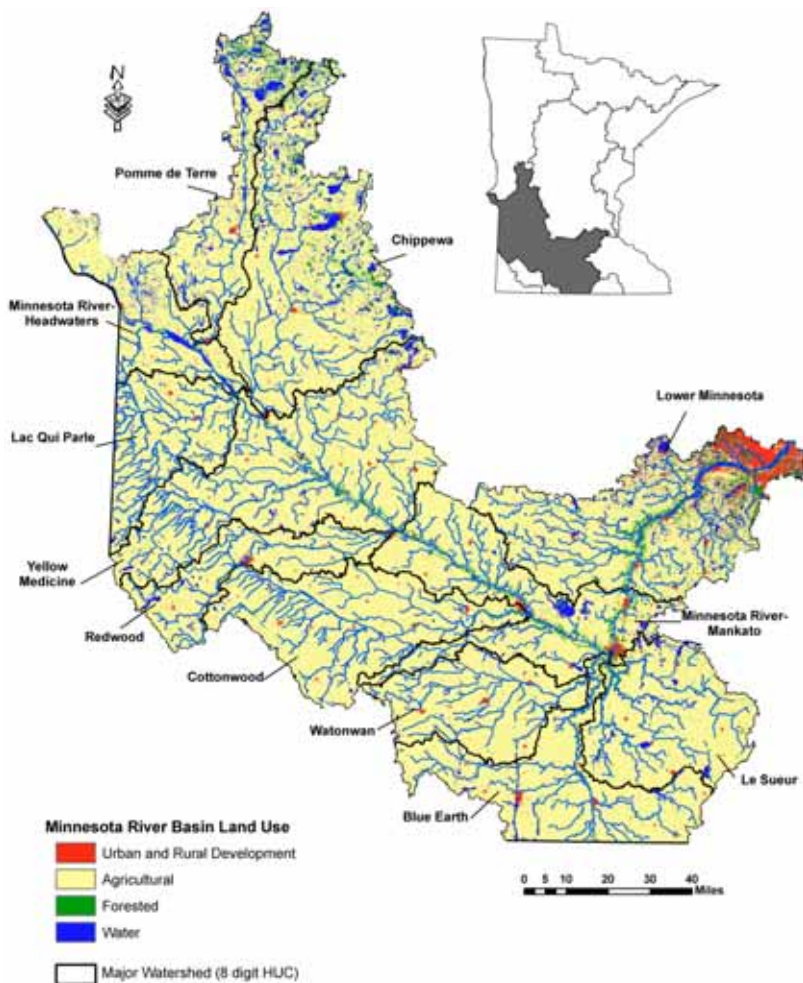 N
Pomme de Terre
Chippewa
Minnesota River-
Headwaters
Lower Minnesota
Lac Qui Parle
Yellow
Medicine
Redwood
Minnesota River-
Mankato
Cottonwood
Watonwan
Le Sueur
Blue Earth
Minnesota River Basin Land Use
Urban and Rural Development
Agricultural
Forested
Water
Major Watershed (8 digit HUC)
0 5 10 20 30 40
Miles